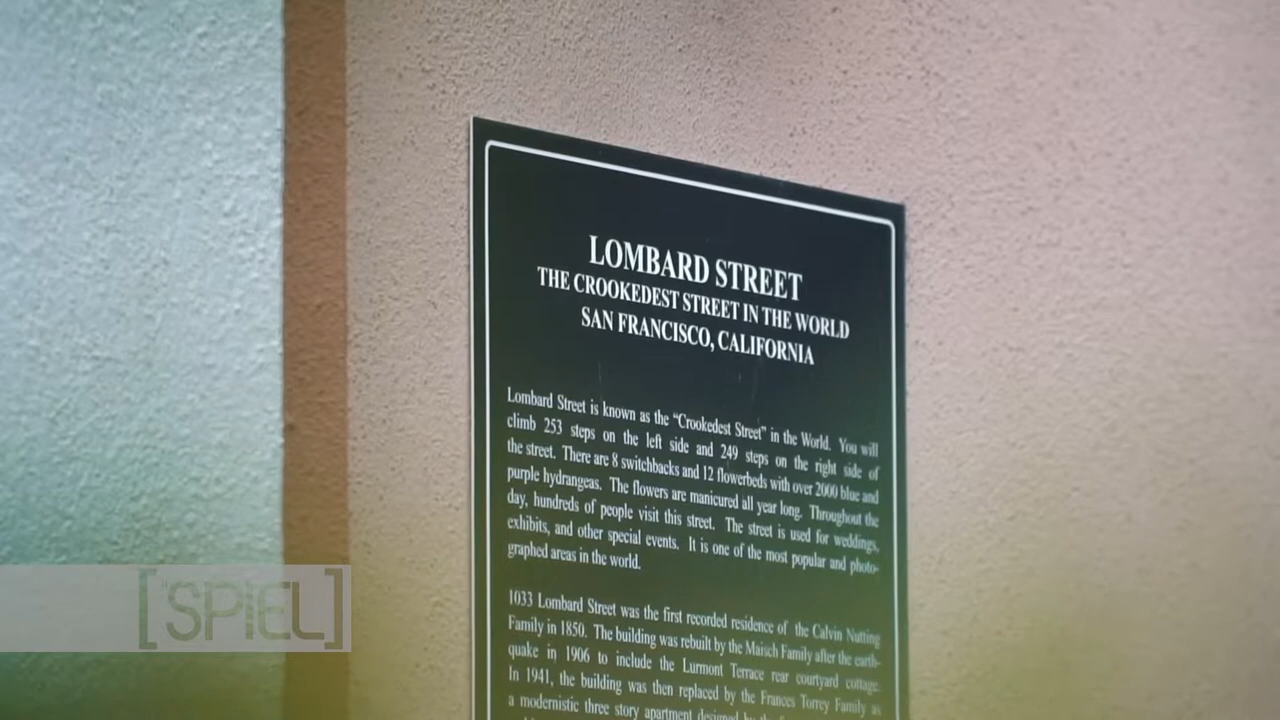 LOMBARD STREET
THE CROOKEDEST STREET IN THE WORLD
SAN FRANCISCO, CALIFORNIA
Lombard Street is known as the “Crookedest Street” in the World. You will
climb 253 steps on the left side and 249 steps on the right side of
the street. There are 8 switchbacks and 12 flowerbeds with over 2000 blue and
purple hydrangeas. The flowers are manicured all year long. Throughout the
day, hundreds of people visit this street. The street is used for weddings,
exhibits, and other special events. It is one of the most popular and photo-
graphed areas in the world.
1033 Lombard Street was the first recorded residence of the Calvin Nutting
Family in 1850. The building was rebuilt by the Maisch Family after the earth-
quake in 1906 to include the Lurmont Terrace rear courtyard cottage.
In 1941, the building was then replaced by the Frances Torrey Family as
a modernistic three story apartment designed by the
[SPIEL]